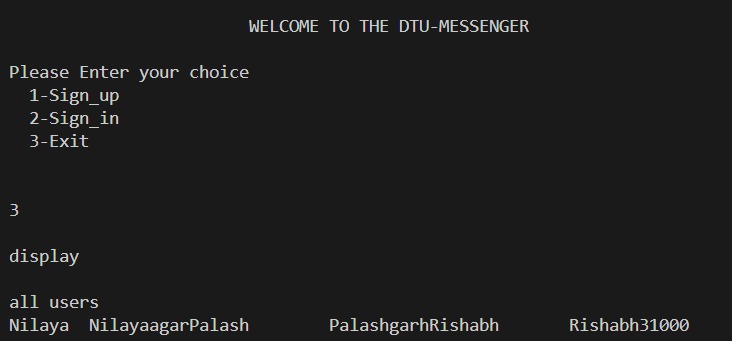 WELCOME TO THE DTU-MESSENGER
Please Enter your choice
1-Sign_up
2-Sign_in
3-Exit
3
display
all users
Nilaya  NilayaagarPalash        PalashgarhRishabh       Rishabh31000